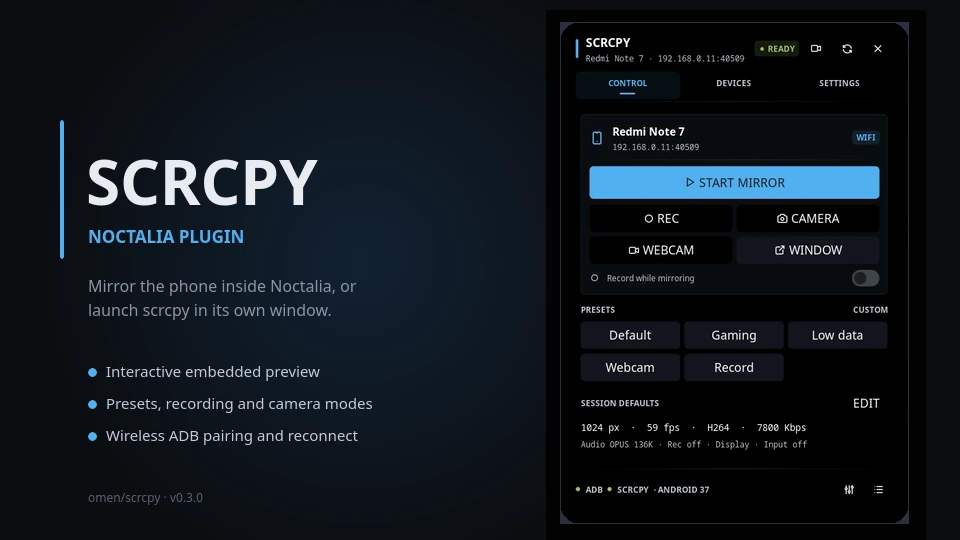 SCRCPY
NOCTALIA PLUGIN
Mirror the phone inside Noctalia, or
launch scrcpy in its own window.
Interactive embedded preview
Presets, recording and camera modes
Wireless ADB pairing and reconnect
omen/scrcpy · v0.3.0
SCRCPY
Redmi Note 7 · 192.168.0.11:40509
READY
CONTROL DEVICES SETTINGS
Redmi Note 7
192.168.0.11:40509
WIFI
START MIRROR
REC CAMERA
WEBCAM WINDOW
Record while mirroring
PRESETS CUSTOM
Default Gaming Low data
Webcam Record
SESSION DEFAULTS EDIT
1024 px · 59 fps · H264 · 7800 Kbps
Audio OPUS 136K · Rec off · Display · Input off
ADB SCRCPY · ANDROID 37